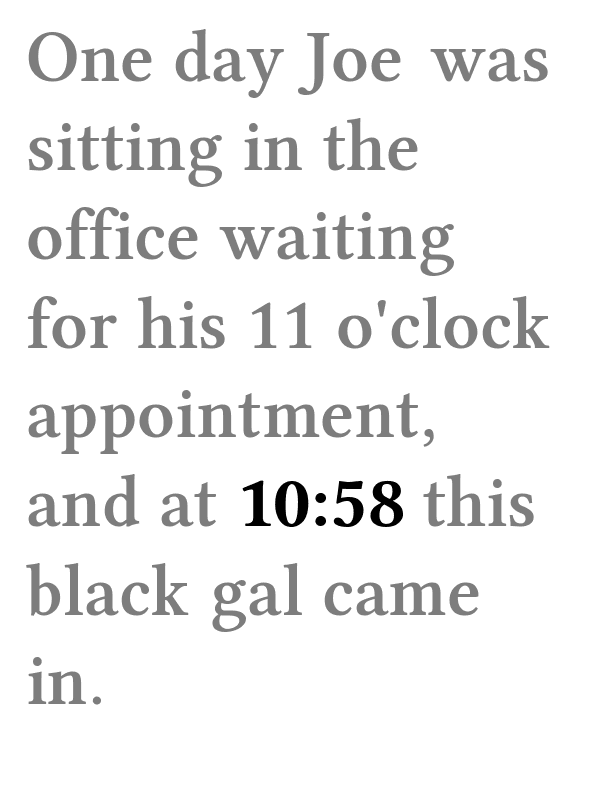 One day Joe was
sitting in the
office waiting
for his 11 o'clock
appointment,
and at 10:58 this
black gal came
in.